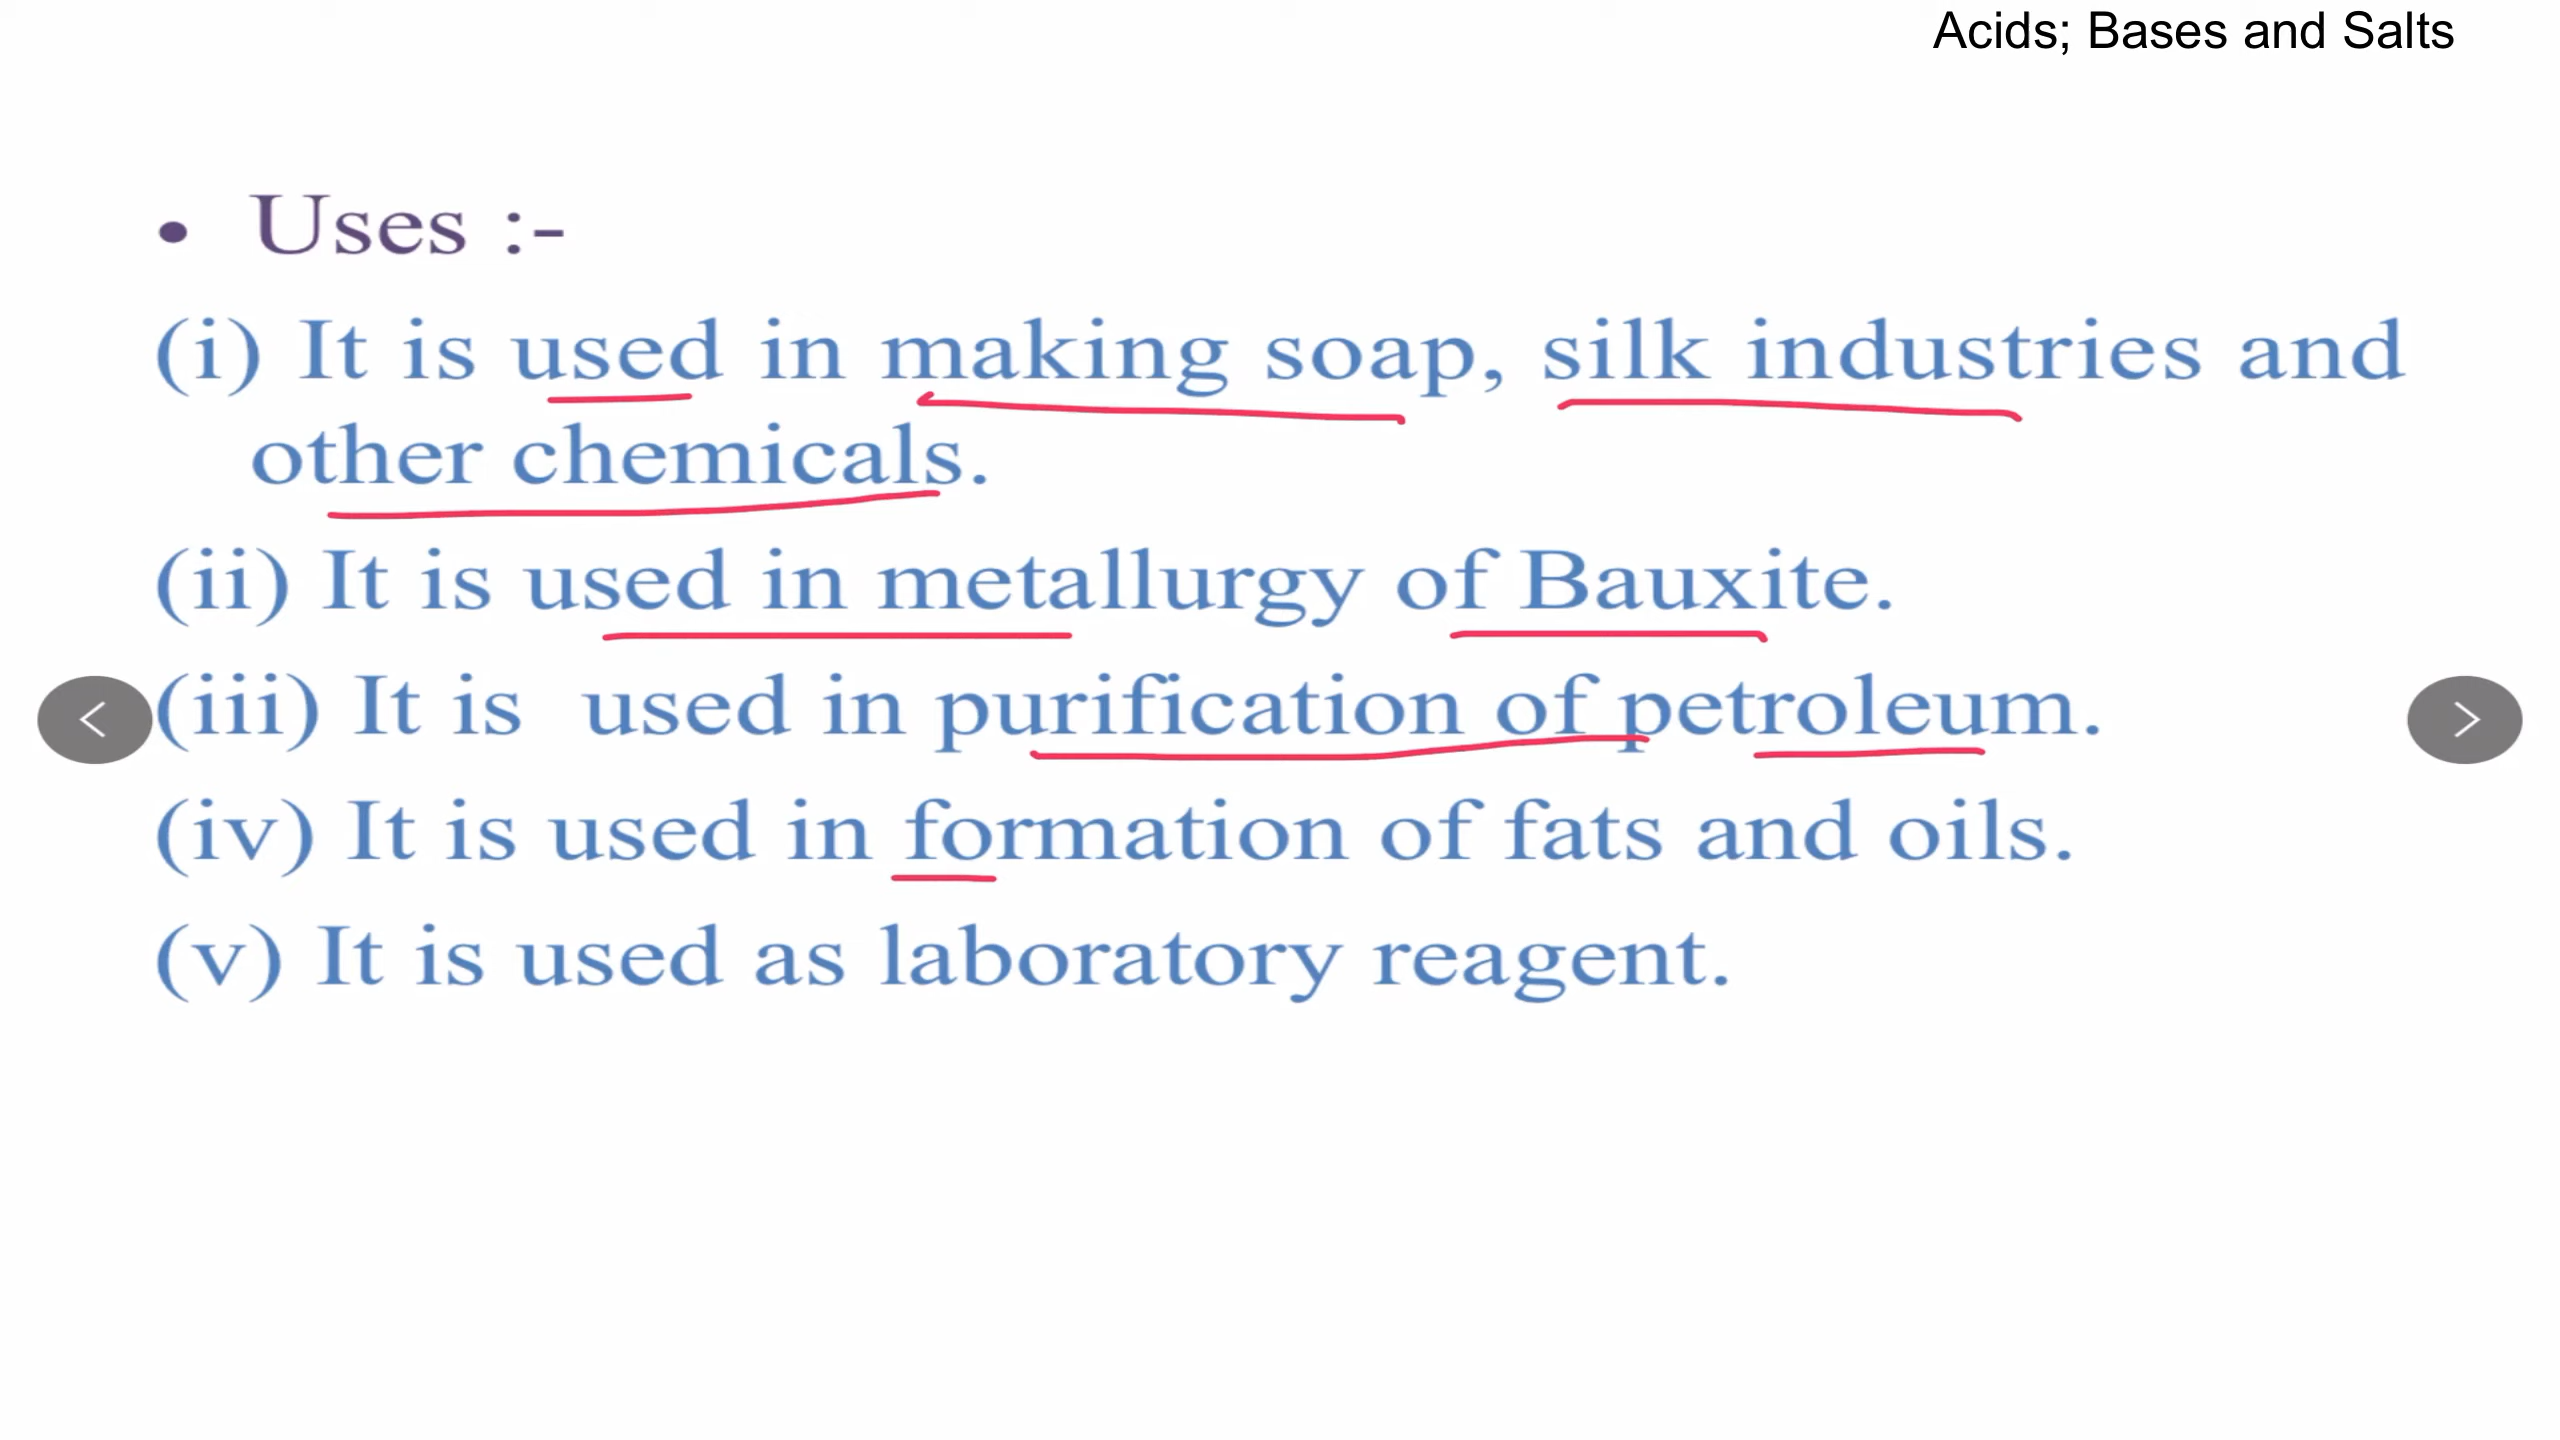 Acids; Bases and Salts
• Uses :-
(i) It is used in making soap, silk industries and
other chemicals.
(ii) It is used in metallurgy of Bauxite.
(iii) It is  used in purification of petroleum.
(iv) It is used in formation of fats and oils.
(v) It is used as laboratory reagent.